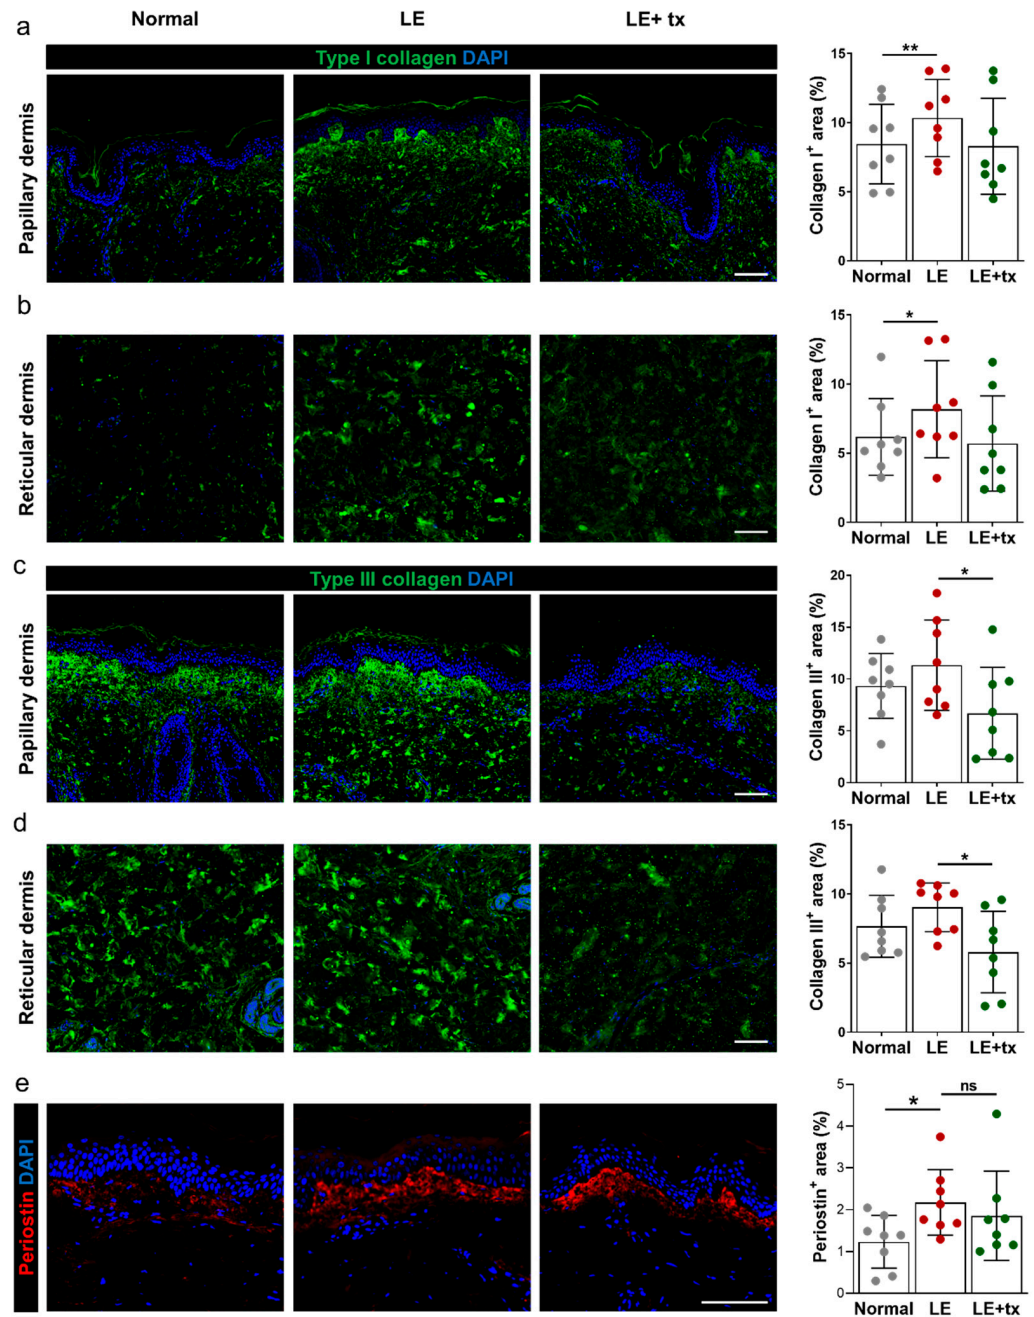 a
Normal
LE
LE+ tx
Type I collagen DAPI
Papillary dermis
Collagen I+ area (%)
15
10
5
0
**
Normal
LE
LE+tx
b
Reticular dermis
Collagen I+ area (%)
15
10
5
0
*
Normal
LE
LE+tx
c
Type III collagen DAPI
Papillary dermis
Collagen III+ area (%)
20
15
10
5
0
*
Normal
LE
LE+tx
d
Reticular dermis
Collagen III+ area (%)
15
10
5
0
*
Normal
LE
LE+tx
e
Periostin DAPI
Periostin+ area (%)
5
4
3
2
1
0
*
ns
Normal
LE
LE+tx